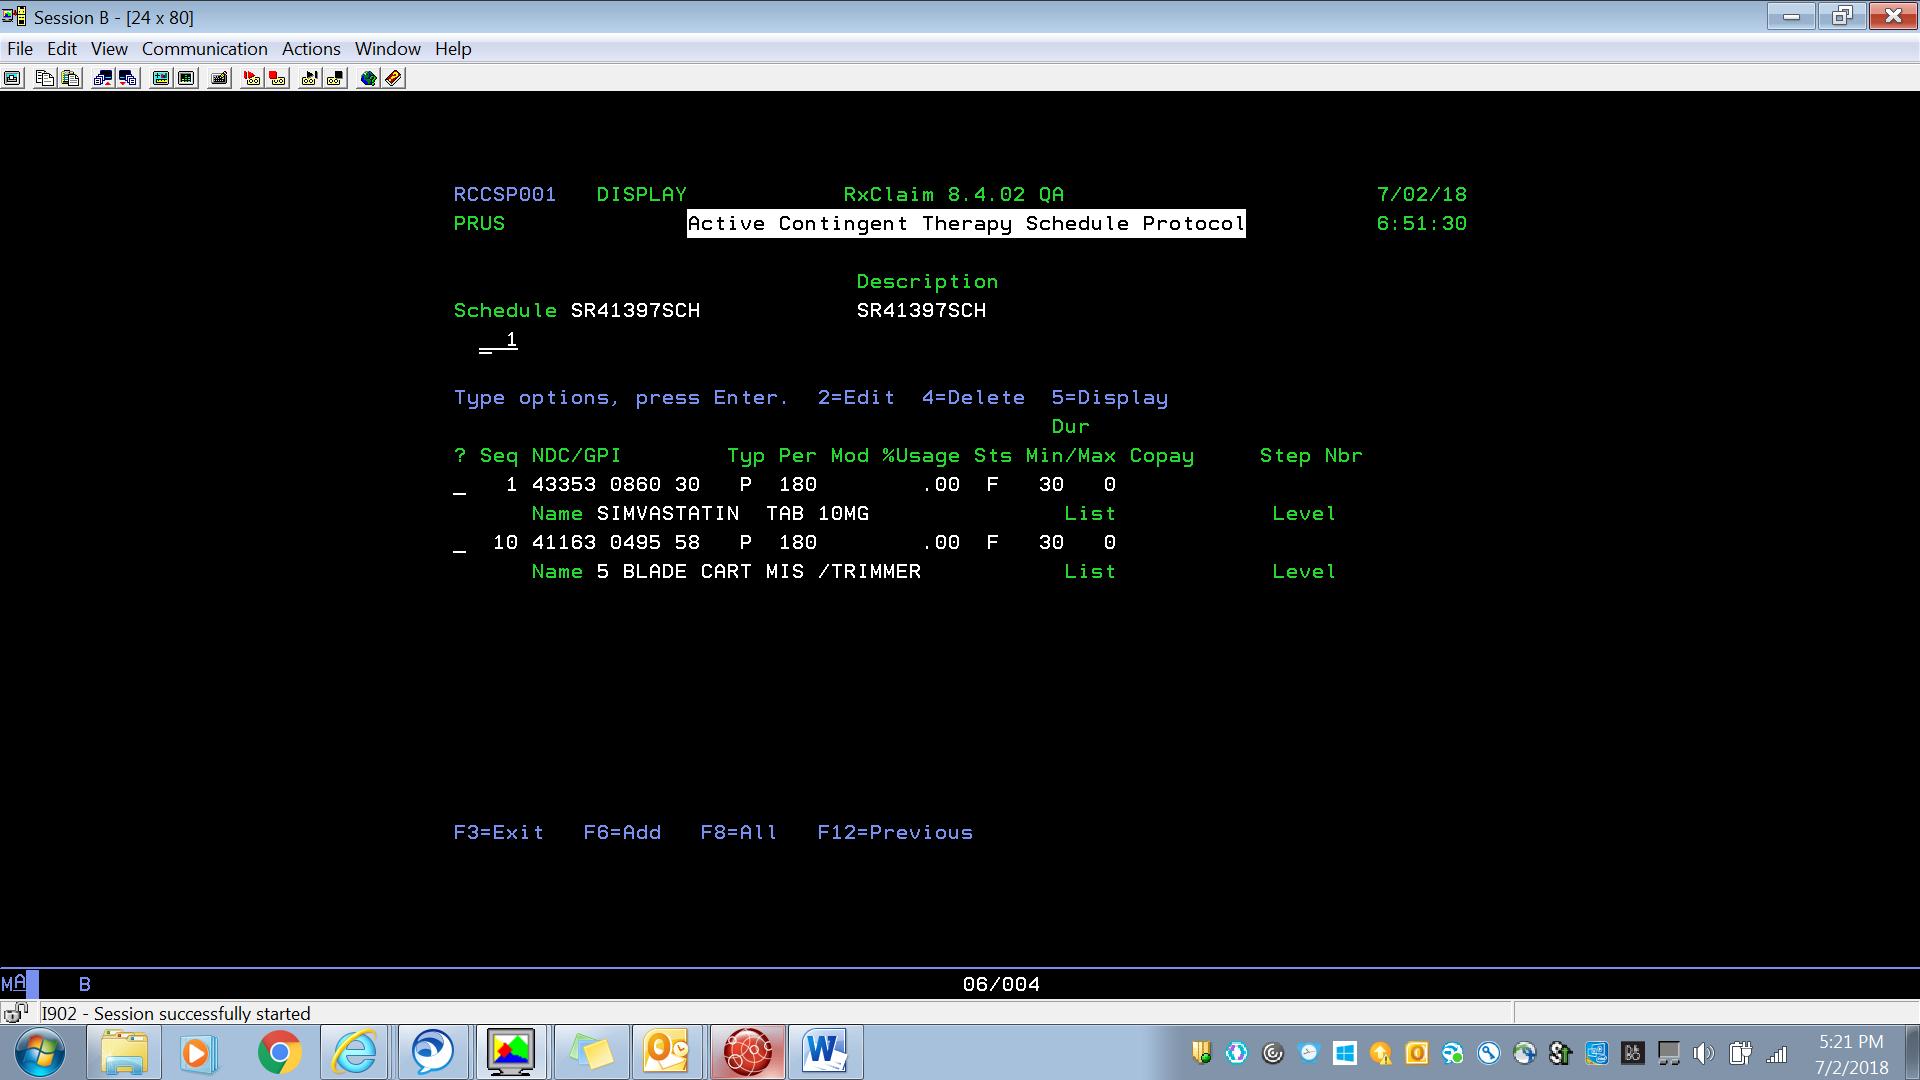 Session B - [24 x 80]
File Edit View Communication Actions Window Help
RCCSP001 DISPLAY RxClaim 8.4.02 QA 7/02/18
PRUS Active Contingent Therapy Schedule Protocol 6:51:30
Description
Schedule SR41397SCH SR41397SCH
1
Type options, press Enter. 2=Edit 4=Delete 5=Display
Dur
? Seq NDC/GPI Typ Per Mod %Usage Sts Min/Max Copay Step Nbr
_ 1 43353 0860 30 P 180 .00 F 30 0
Name SIMVASTATIN TAB 10MG List Level
_ 10 41163 0495 58 P 180 .00 F 30 0
Name 5 BLADE CART MIS /TRIMMER List Level
F3=Exit F6=Add F8=All F12=Previous
MA B 06/004
I902 - Session successfully started
5:21 PM
7/2/2018